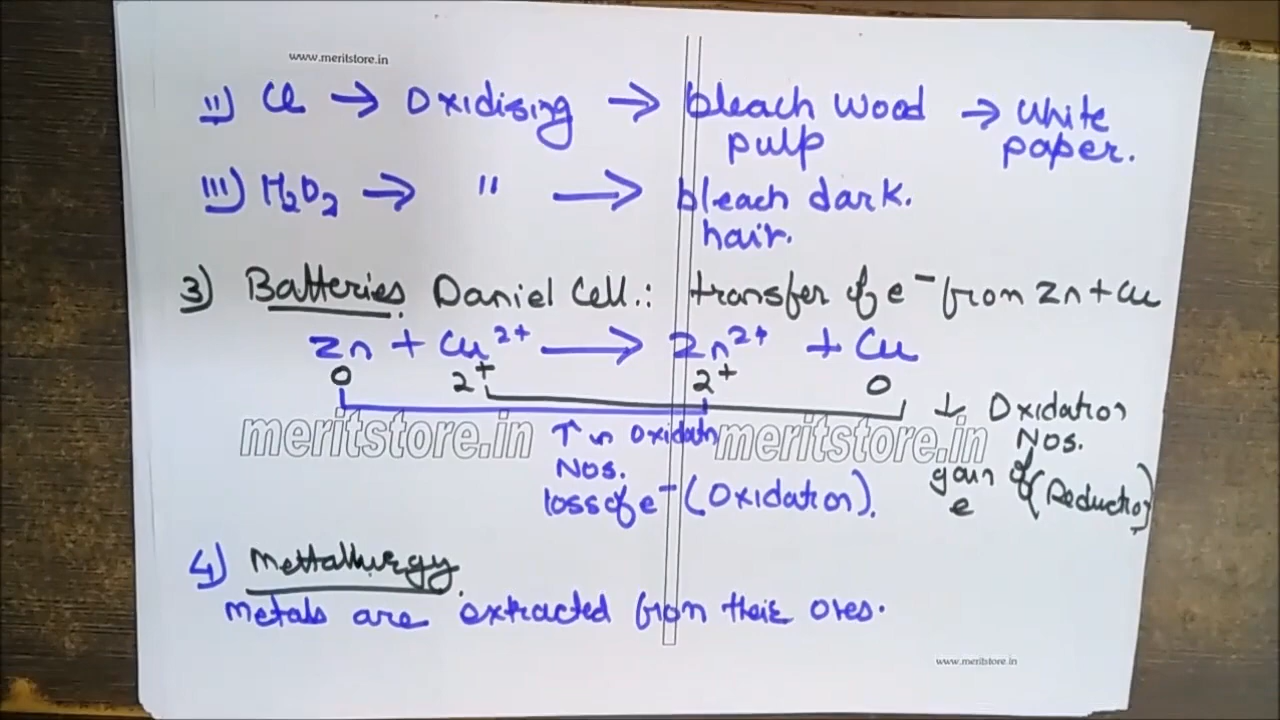 www.meritstore.in
ii) Cl → Oxidising → bleach wood pulp → white paper.
iii) H₂O₂ → " → bleach dark. hair.
3) Batteries. Daniel Cell.: transfer of e⁻ from Zn + Cu
Zn + Cu²⁺ → Zn²⁺ + Cu
0 2⁺ 2⁺ 0
meritstore.in meritstore.in
↑ in Oxidatn
Nos.
loss of e⁻ (Oxidation).
↓ Oxidation
Nos.
gain of e (Reduction)
4) Mettallurgy.
Metals are extracted from their ores.
www.meritstore.in